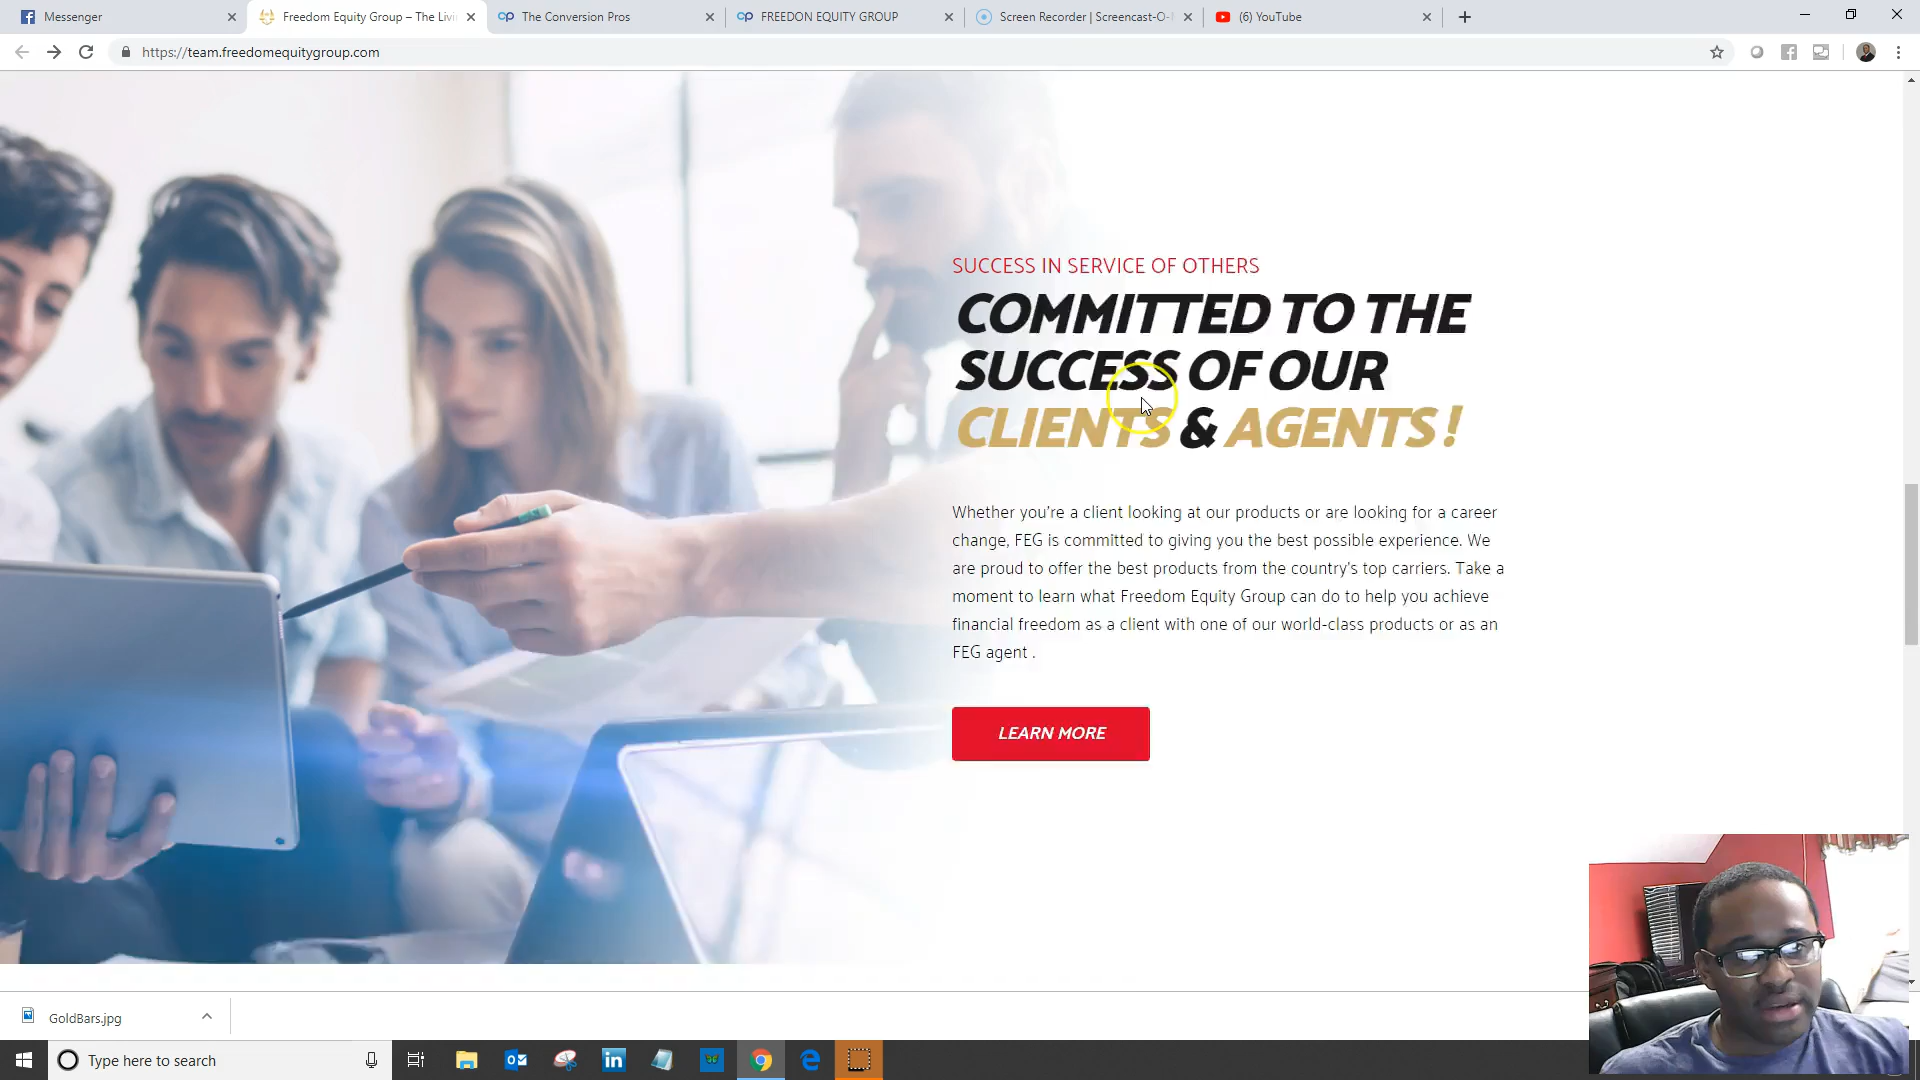 Messenger
Freedom Equity Group – The Livi
The Conversion Pros
FREEDON EQUITY GROUP
Screen Recorder | Screencast-O-
(6) YouTube
https://team.freedomequitygroup.com
SUCCESS IN SERVICE OF OTHERS
COMMITTED TO THE
SUCCESS OF OUR
CLIENTS & AGENTS !
Whether you're a client looking at our products or are looking for a career
change, FEG is committed to giving you the best possible experience. We
are proud to offer the best products from the country's top carriers. Take a
moment to learn what Freedom Equity Group can do to help you achieve
financial freedom as a client with one of our world-class products or as an
FEG agent .
LEARN MORE
GoldBars.jpg
Type here to search